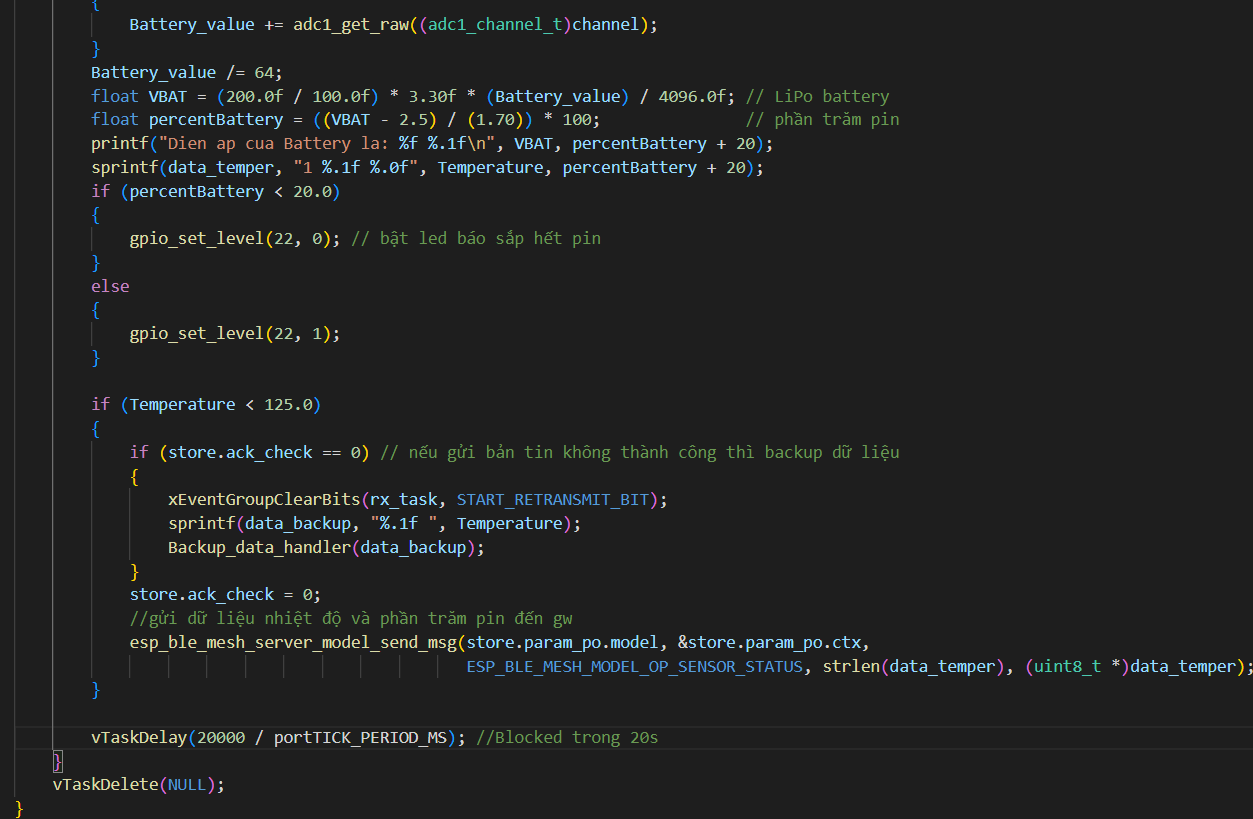 {
Battery_value += adc1_get_raw((adc1_channel_t)channel);
}
Battery_value /= 64;
float VBAT = (200.0f / 100.0f) * 3.30f * (Battery_value) / 4096.0f; // LiPo battery
float percentBattery = ((VBAT - 2.5) / (1.70)) * 100; // phần trăm pin
printf("Dien ap cua Battery la: %f %.1f\n", VBAT, percentBattery + 20);
sprintf(data_temper, "1 %.1f %.0f", Temperature, percentBattery + 20);
if (percentBattery < 20.0)
{
gpio_set_level(22, 0); // bật led báo sắp hết pin
}
else
{
gpio_set_level(22, 1);
}
if (Temperature < 125.0)
{
if (store.ack_check == 0) // nếu gửi bản tin không thành công thì backup dữ liệu
{
xEventGroupClearBits(rx_task, START_RETRANSMIT_BIT);
sprintf(data_backup, "%.1f ", Temperature);
Backup_data_handler(data_backup);
}
store.ack_check = 0;
//gửi dữ liệu nhiệt độ và phần trăm pin đến gw
esp_ble_mesh_server_model_send_msg(store.param_po.model, &store.param_po.ctx,
ESP_BLE_MESH_MODEL_OP_SENSOR_STATUS, strlen(data_temper), (uint8_t *)data_temper);
}
vTaskDelay(20000 / portTICK_PERIOD_MS); //Blocked trong 20s
}
vTaskDelete(NULL);
}